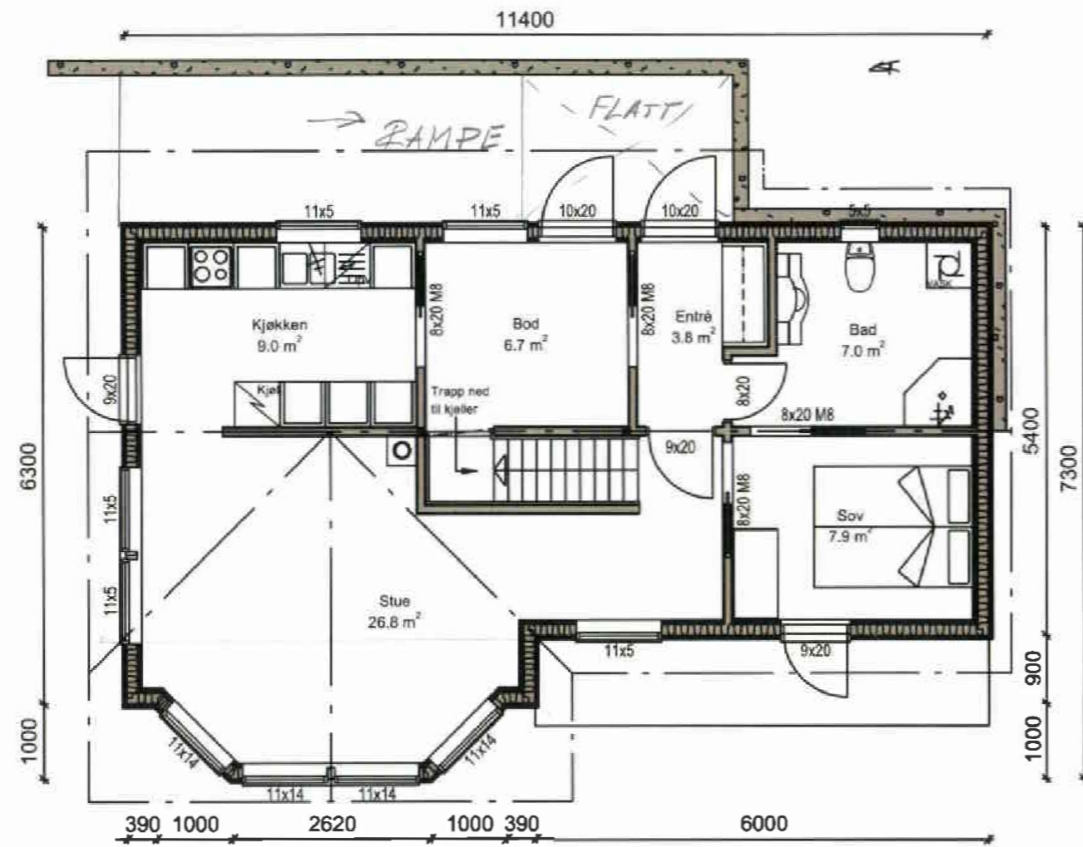 11400
FLATT
→ RAMPE
11x5
11x5
10x20
10x20
5x5
VASK
Kjøkken
9.0 m²
8x20 M8
Bod
6.7 m²
8x20 M8
Entré
3.8 m²
Bad
7.0 m²
9x20
Kjøl
Trapp ned
til kjeller
8x20
8x20 M8
9x20
6300
5400
7300
11x5
11x5
8x20 M8
Sov
7.9 m²
Stue
26.8 m²
11x5
9x20
900
1000
1000
11x14
11x14
11x14
11x14
390 1000 2620 1000 390 6000